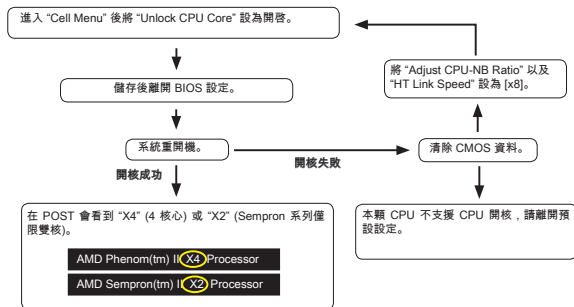 進入 “Cell Menu” 後將 “Unlock CPU Core” 設為開啓。
儲存後離開 BIOS 設定。
將 “Adjust CPU-NB Ratio” 以及
“HT Link Speed” 設為 [x8]。
系統重開機。
開核失敗
清除 CMOS 資料。
開核成功
在 POST 會看到 “X4” (4 核心) 或 “X2” (Sempron 系列僅
限雙核)。
AMD Phenom(tm) II X4 Processor
AMD Sempron(tm) II X2 Processor
本顆 CPU 不支援 CPU 開核，請離開預
設設定。